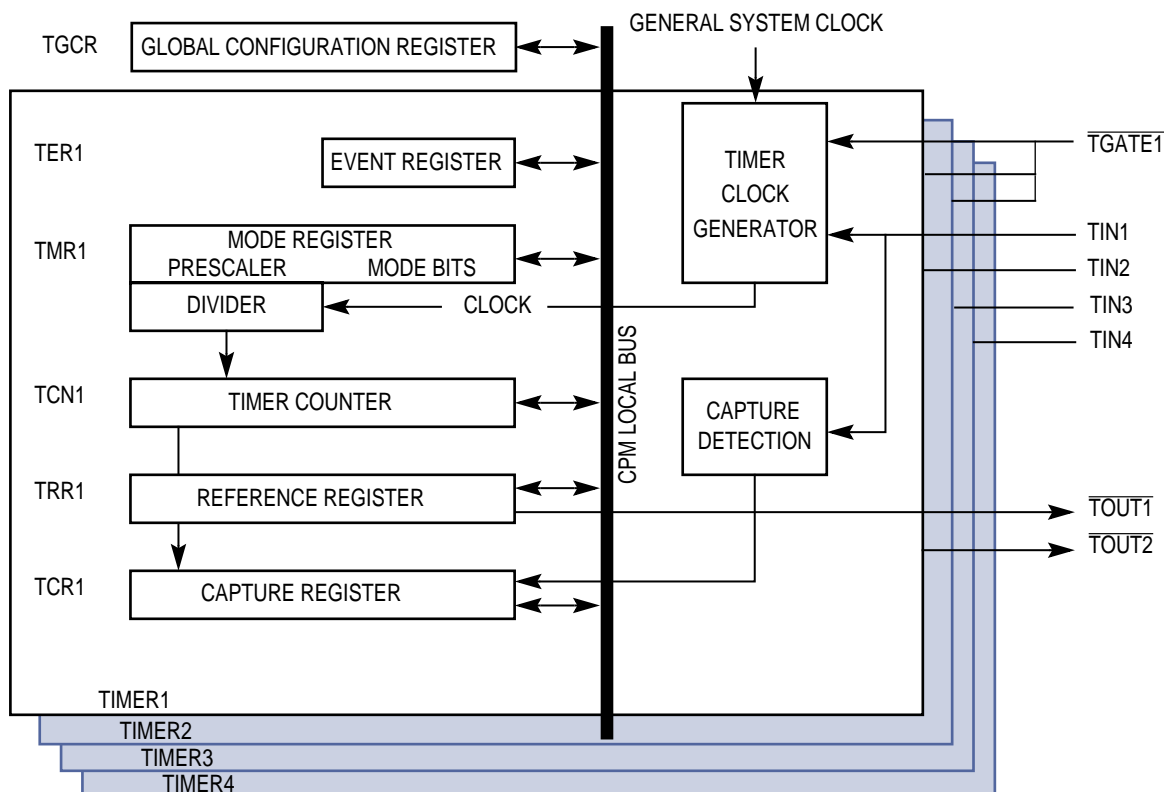 GENERAL SYSTEM CLOCK
TGCR
GLOBAL CONFIGURATION REGISTER
TER1
EVENT REGISTER
TIMER
CLOCK
GENERATOR
TGATE1
TMR1
MODE REGISTER
PRESCALER MODE BITS
DIVIDER
CLOCK
TIN1
TIN2
TIN3
TIN4
CPM LOCAL BUS
TCN1
TIMER COUNTER
CAPTURE
DETECTION
TRR1
REFERENCE REGISTER
TOUT1
TOUT2
TCR1
CAPTURE REGISTER
TIMER1
TIMER2
TIMER3
TIMER4